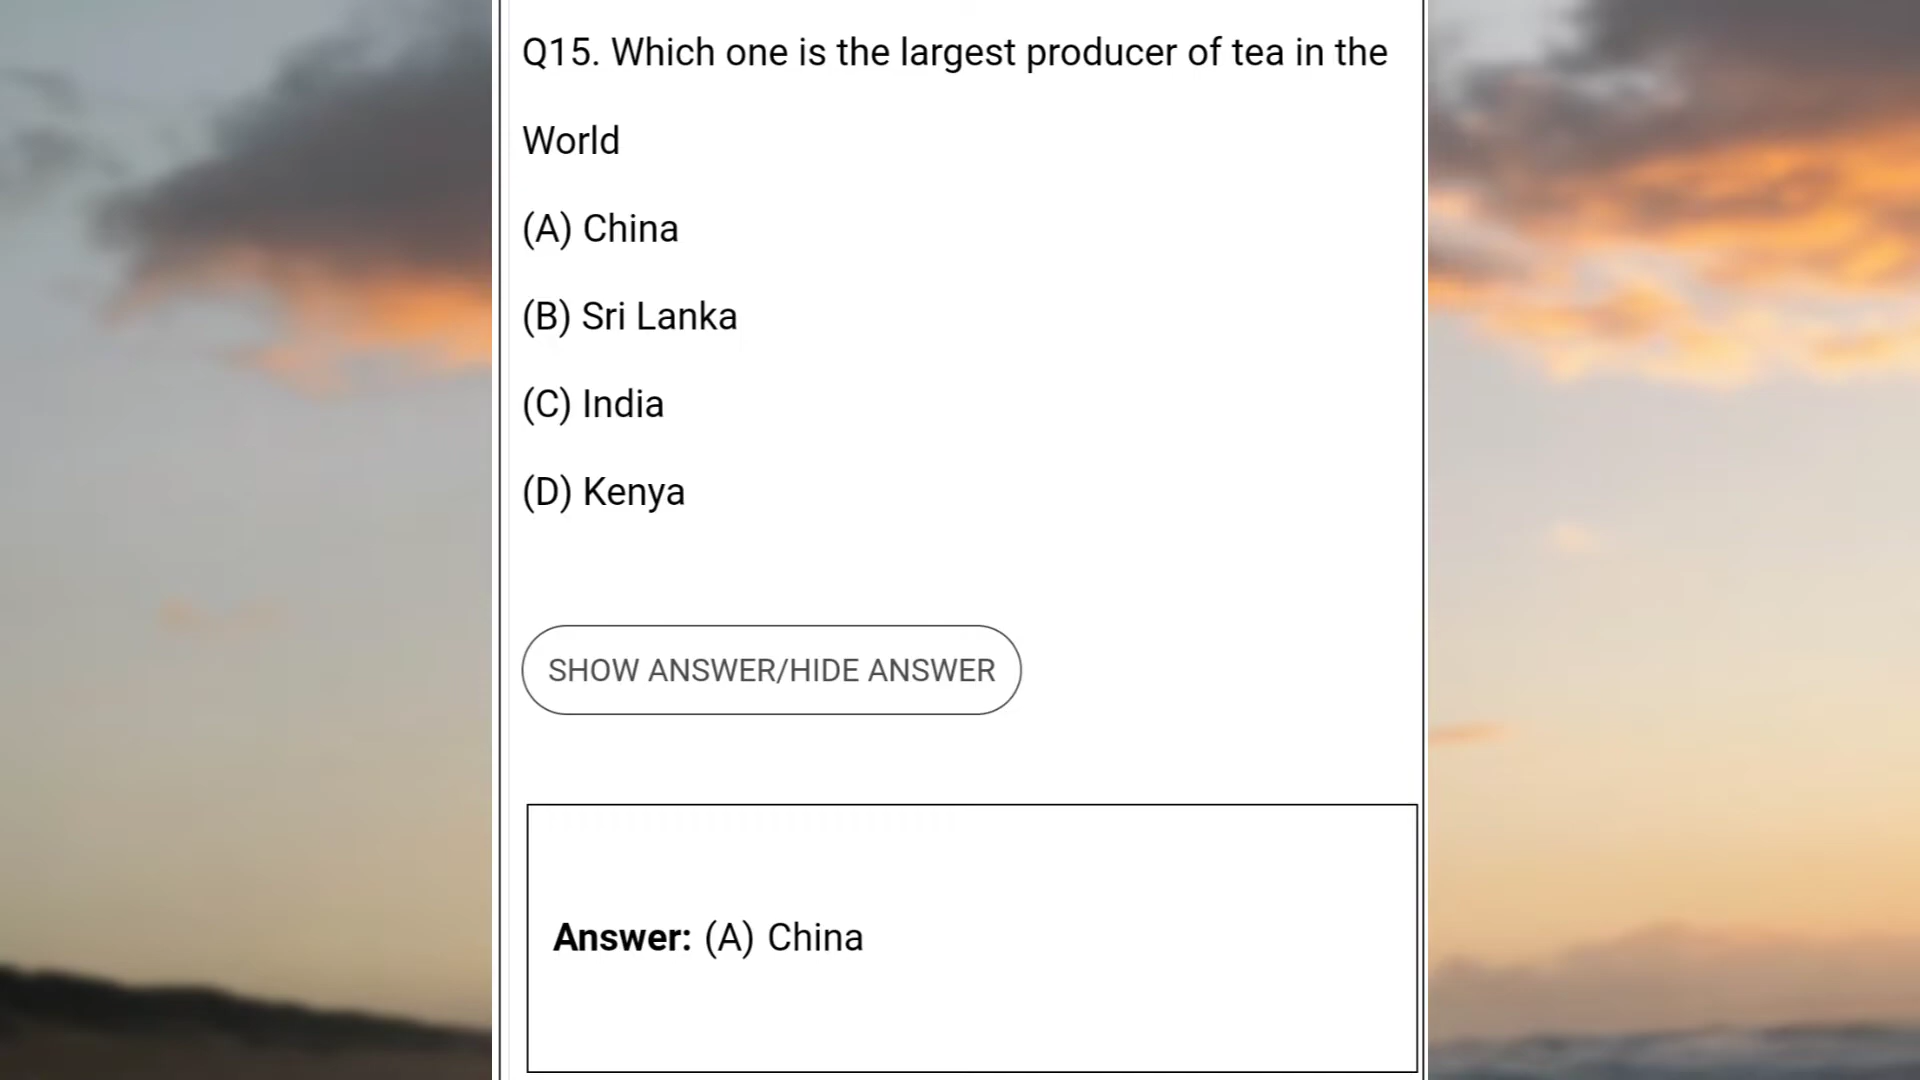 Q15. Which one is the largest producer of tea in the
World
(A) China
(B) Sri Lanka
(C) India
(D) Kenya
SHOW ANSWER/HIDE ANSWER
Answer: (A) China